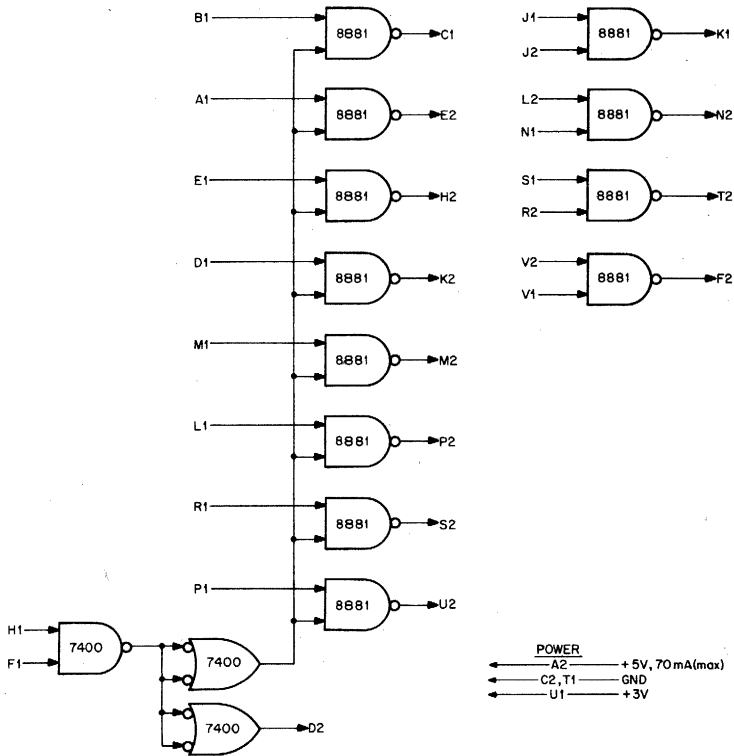 B1 8881 C1
J1 8881 K1
J2
A1 8881 E2
L2 8881 N2
N1
E1 8881 H2
S1 8881 T2
R2
D1 8881 K2
V2 8881 F2
V1
M1 8881 M2
L1 8881 P2
R1 8881 S2
P1 8881 U2
H1 7400
F1
7400
7400 D2
POWER
A2 +5V, 70 mA(max)
C2, T1 GND
U1 +3V